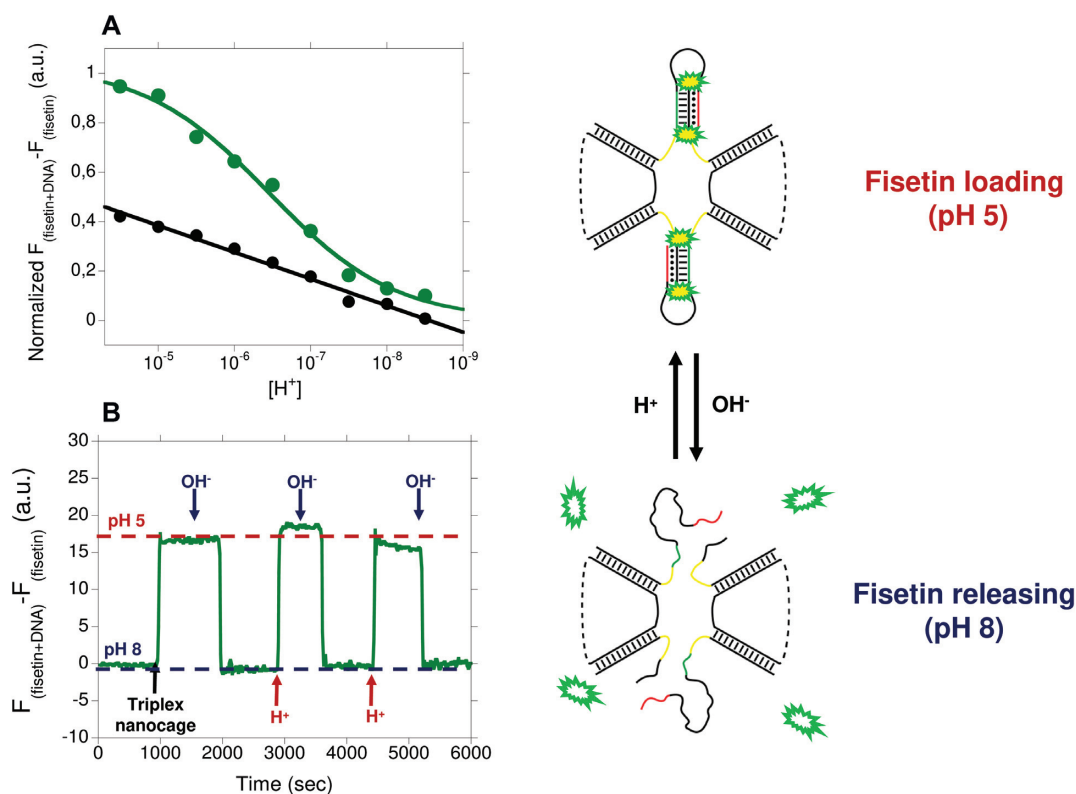 A
Normalized F(fisetin+DNA)-F(fisetin) (a.u.)
1
0,8
0,6
0,4
0,2
0
10⁻⁵ 10⁻⁶ 10⁻⁷ 10⁻⁸ 10⁻⁹
[H⁺]
B
F(fisetin+DNA)-F(fisetin) (a.u.)
30
25
20
15
10
5
0
-5
-10
OH⁻ OH⁻ OH⁻
pH 5
pH 8
Triplex
nanocage
H⁺ H⁺
0 1000 2000 3000 4000 5000 6000
Time (sec)
Fisetin loading
(pH 5)
H⁺ OH⁻
Fisetin releasing
(pH 8)